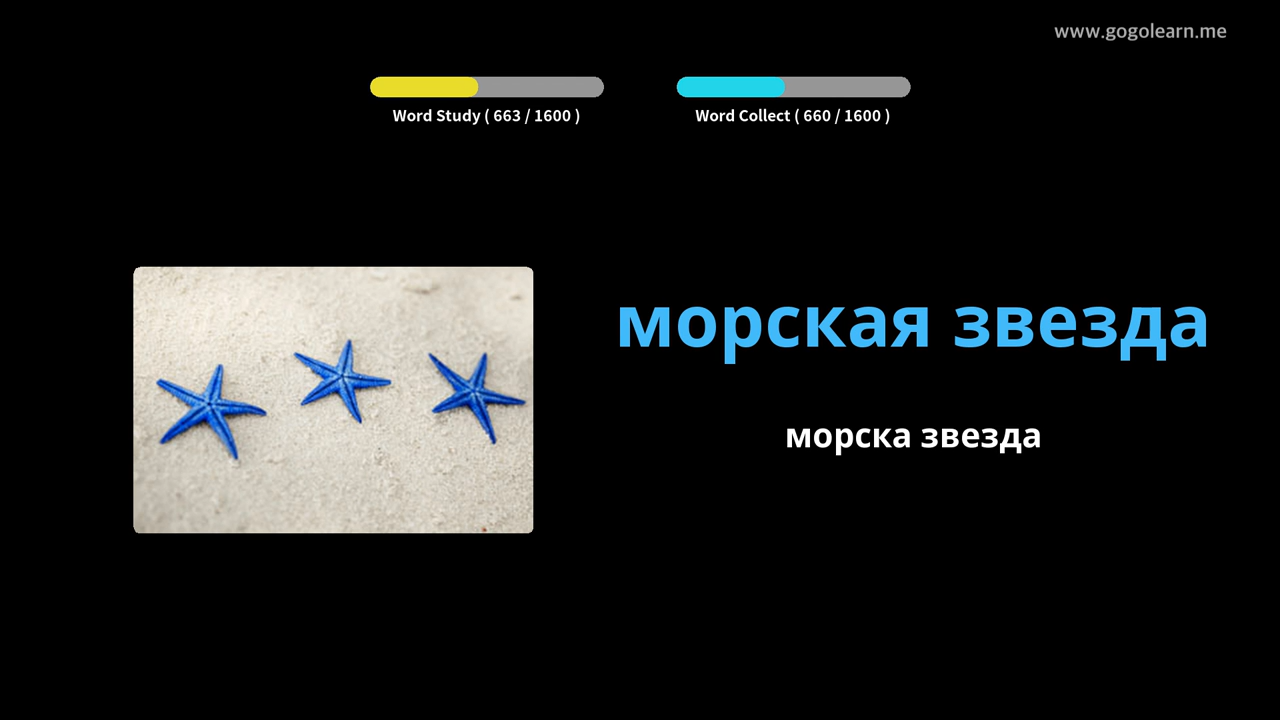 www.gogolearn.me
Word Study ( 663 / 1600 )
Word Collect ( 660 / 1600 )
морская звезда
морска звезда